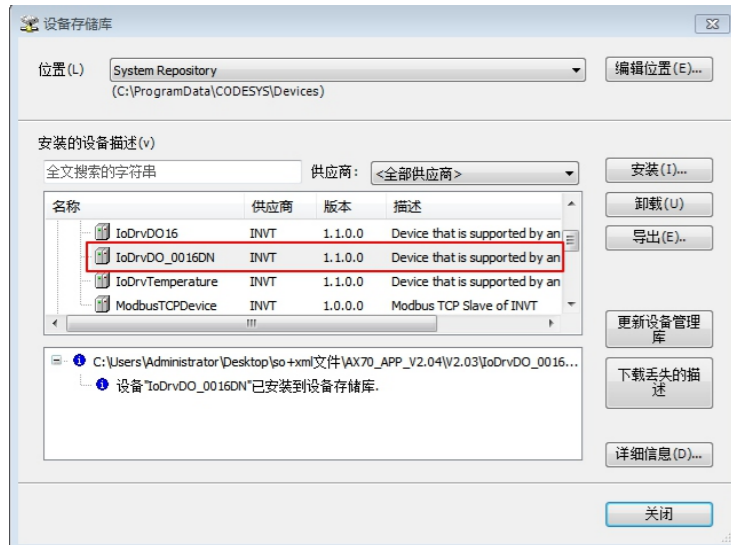 设备存储库
位置(L) System Repository 编辑位置(E)...
(C:\ProgramData\CODESYS\Devices)
安装的设备描述(v)
全文搜索的字符串 供应商: <全部供应商> 安装(I)...
名称 供应商 版本 描述 卸载(U)
IoDrvDO16 INVT 1.1.0.0 Device that is supported by an 导出(E)..
IoDrvDO_0016DN INVT 1.1.0.0 Device that is supported by an
IoDrvTemperature INVT 1.1.0.0 Device that is supported by an
ModbusTCPDevice INVT 1.0.0.0 Modbus TCP Slave of INVT
更新设备管理
库
C:\Users\Administrator\Desktop\so+xml文件\AX70_APP_V2.04\V2.03\IoDrvDO_0016...
设备"IoDrvDO_0016DN"已安装到设备存储库.
下载丢失的描
述
详细信息(D)...
关闭